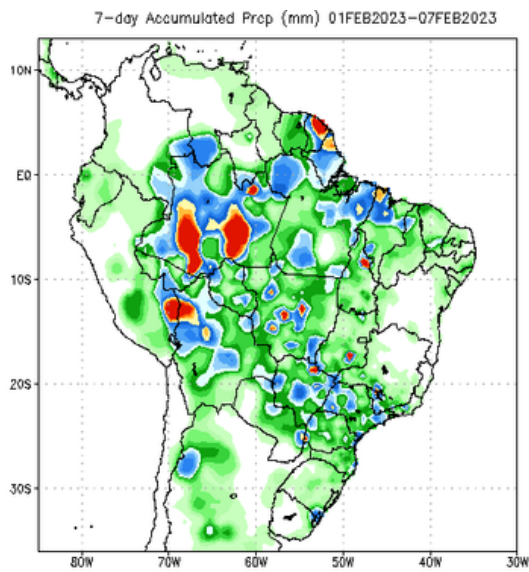 7-day Accumulated Prcp (mm) 01FEB2023-07FEB2023
10N
EQ
10S
20S
30S
80W 70W 60W 50W 40W 30W